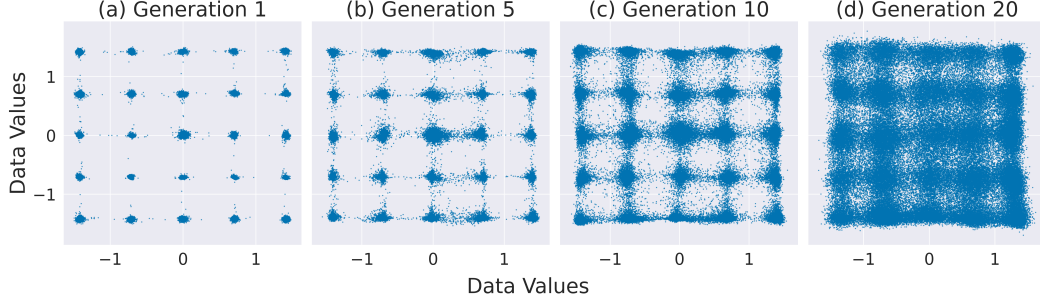 (a) Generation 1
(b) Generation 5
(c) Generation 10
(d) Generation 20
Data Values
1
0
−1
−1 0 1
−1 0 1
−1 0 1
−1 0 1
Data Values